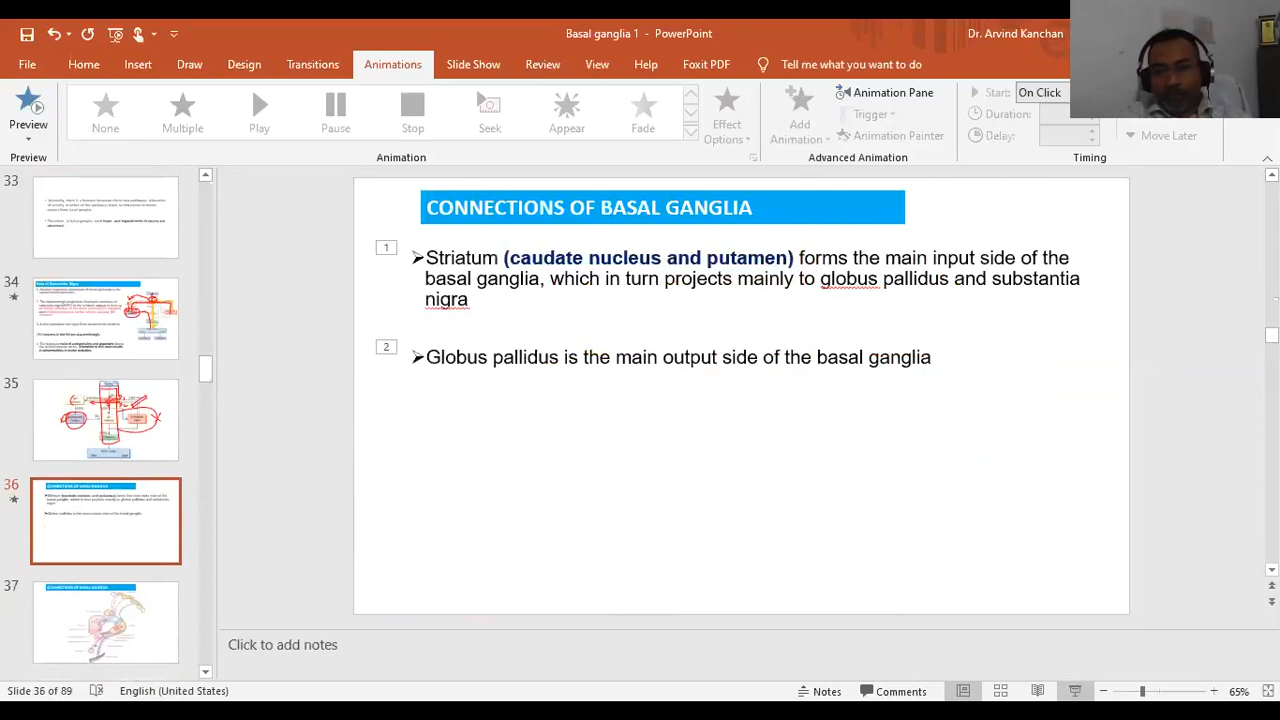 Basal ganglia 1 - PowerPoint
Dr. Arvind Kanchan
File Home Insert Draw Design Transitions Animations Slide Show Review View Help Foxit PDF Tell me what you want to do
Preview
None Multiple Play Pause Stop Seek Appear Fade
Effect
Options
Add
Animation
Animation Pane
Trigger
Animation Painter
Start: On Click
Duration:
Delay:
Move Later
Preview Animation Advanced Animation Timing
33
34
35
36
37
CONNECTIONS OF BASAL GANGLIA
1
➢Striatum (caudate nucleus and putamen) forms the main input side of the
basal ganglia, which in turn projects mainly to globus pallidus and substantia
nigra
2
➢Globus pallidus is the main output side of the basal ganglia
Click to add notes
Slide 36 of 89 English (United States) Notes Comments 65%